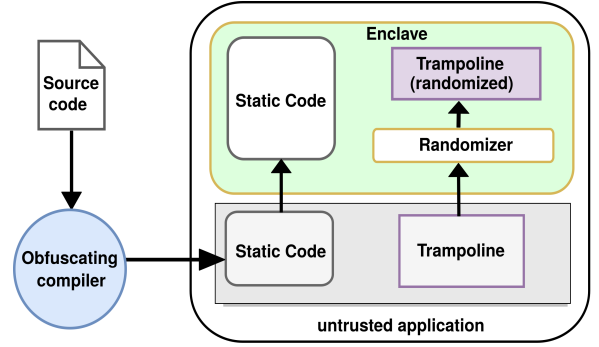 Enclave
Source
code
Static Code
Trampoline
(randomized)
Randomizer
Obfuscating
compiler
Static Code
Trampoline
untrusted application